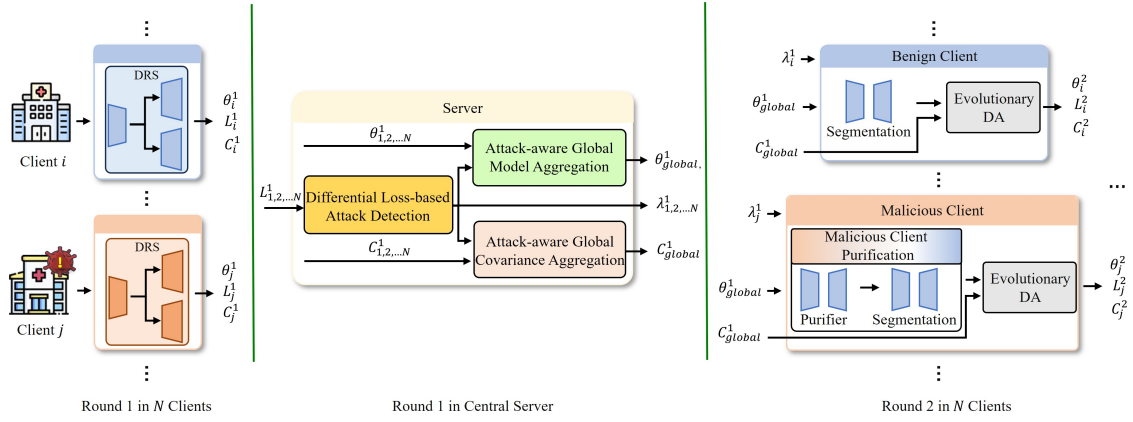 DRS
Client i
θ_i^1
L_i^1
C_i^1
DRS
Client j
θ_j^1
L_j^1
C_j^1
Round 1 in N Clients
Server
θ_{1,2,…N}^1
Attack-aware Global
Model Aggregation
θ_{global,}^1
L_{1,2,…N}^1
Differential Loss-based
Attack Detection
λ_{1,2,…N}^1
C_{1,2,…N}^1
Attack-aware Global
Covariance Aggregation
C_{global}^1
Round 1 in Central Server
λ_i^1
Benign Client
θ_{global}^1
Segmentation
Evolutionary
DA
C_{global}^1
θ_i^2
L_i^2
C_i^2
...
λ_j^1
Malicious Client
Malicious Client
Purification
θ_{global}^1
Purifier
Segmentation
Evolutionary
DA
C_{global}^1
θ_j^2
L_j^2
C_j^2
Round 2 in N Clients